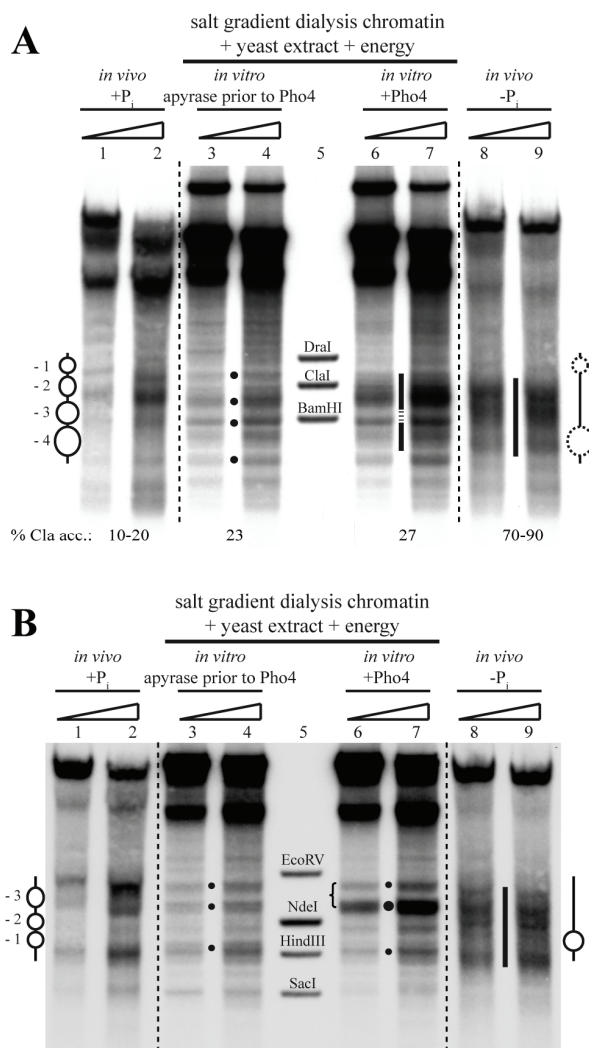 A
salt gradient dialysis chromatin
+ yeast extract + energy
in vivo
+Pi
in vitro
apyrase prior to Pho4
in vitro
+Pho4
in vivo
-Pi
1 2 3 4 5 6 7 8 9
DraI
- 1
ClaI
- 2
BamHI
- 3
- 4
% Cla acc.: 10-20 23 27 70-90
B
salt gradient dialysis chromatin
+ yeast extract + energy
in vivo
+Pi
in vitro
apyrase prior to Pho4
in vitro
+Pho4
in vivo
-Pi
1 2 3 4 5 6 7 8 9
EcoRV
- 3
NdeI
- 2
HindIII
- 1
SacI